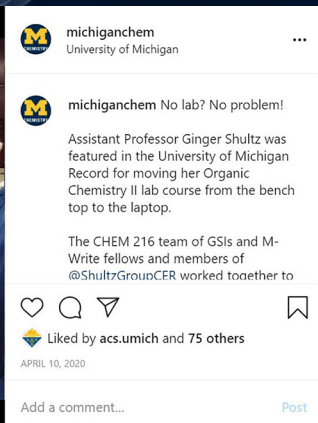 M
CHEMISTRY
michiganchem
University of Michigan
M
CHEMISTRY
michiganchem No lab? No problem!
Assistant Professor Ginger Shultz was
featured in the University of Michigan
Record for moving her Organic
Chemistry II lab course from the bench
top to the laptop.
The CHEM 216 team of GSIs and M-
Write fellows and members of
@ShultzGroupCER worked together to
Liked by acs.umich and 75 others
APRIL 10, 2020
Add a comment...
Post